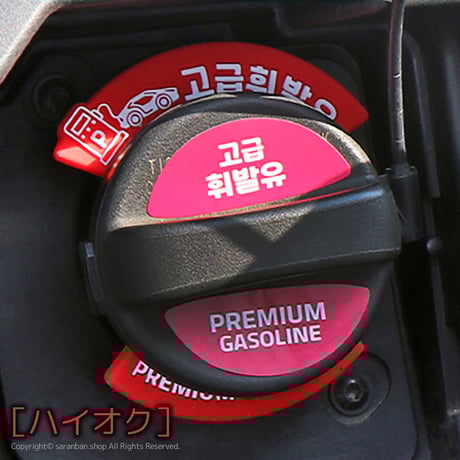 고급휘발유
P
고급
휘발유
PREMIUM
GASOLINE
PREMIUM
[ハイオク]
Copyright© saranban.shop All Rights Reserved.